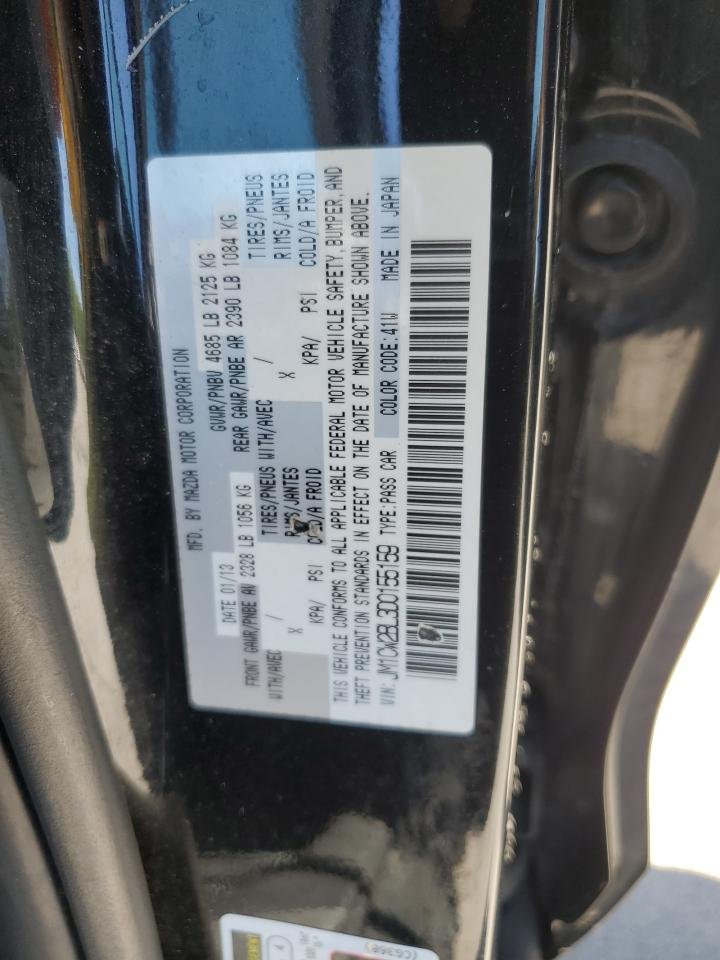 MFD. BY MAZDA MOTOR CORPORATION
DATE 01/13 GVWR/PNBV 4685 LB 2125 KG
FRONT GAWR/PNBE AV 2328 LB 1056 KG REAR GAWR/PNBE AR 2390 LB 1084 KG
WITH/AVEC / TIRES/PNEUS WITH/AVEC / TIRES/PNEUS
X RIMS/JANTES X RIMS/JANTES
KPA/ PSI COLD/A FROID KPA/ PSI COLD/A FROID
THIS VEHICLE CONFORMS TO ALL APPLICABLE FEDERAL MOTOR VEHICLE SAFETY, BUMPER, AND
THEFT PREVENTION STANDARDS IN EFFECT ON THE DATE OF MANUFACTURE SHOWN ABOVE.
VIN: JM1CW2BL3D0155159 TYPE: PASS CAR COLOR CODE: 41W MADE IN JAPAN
4